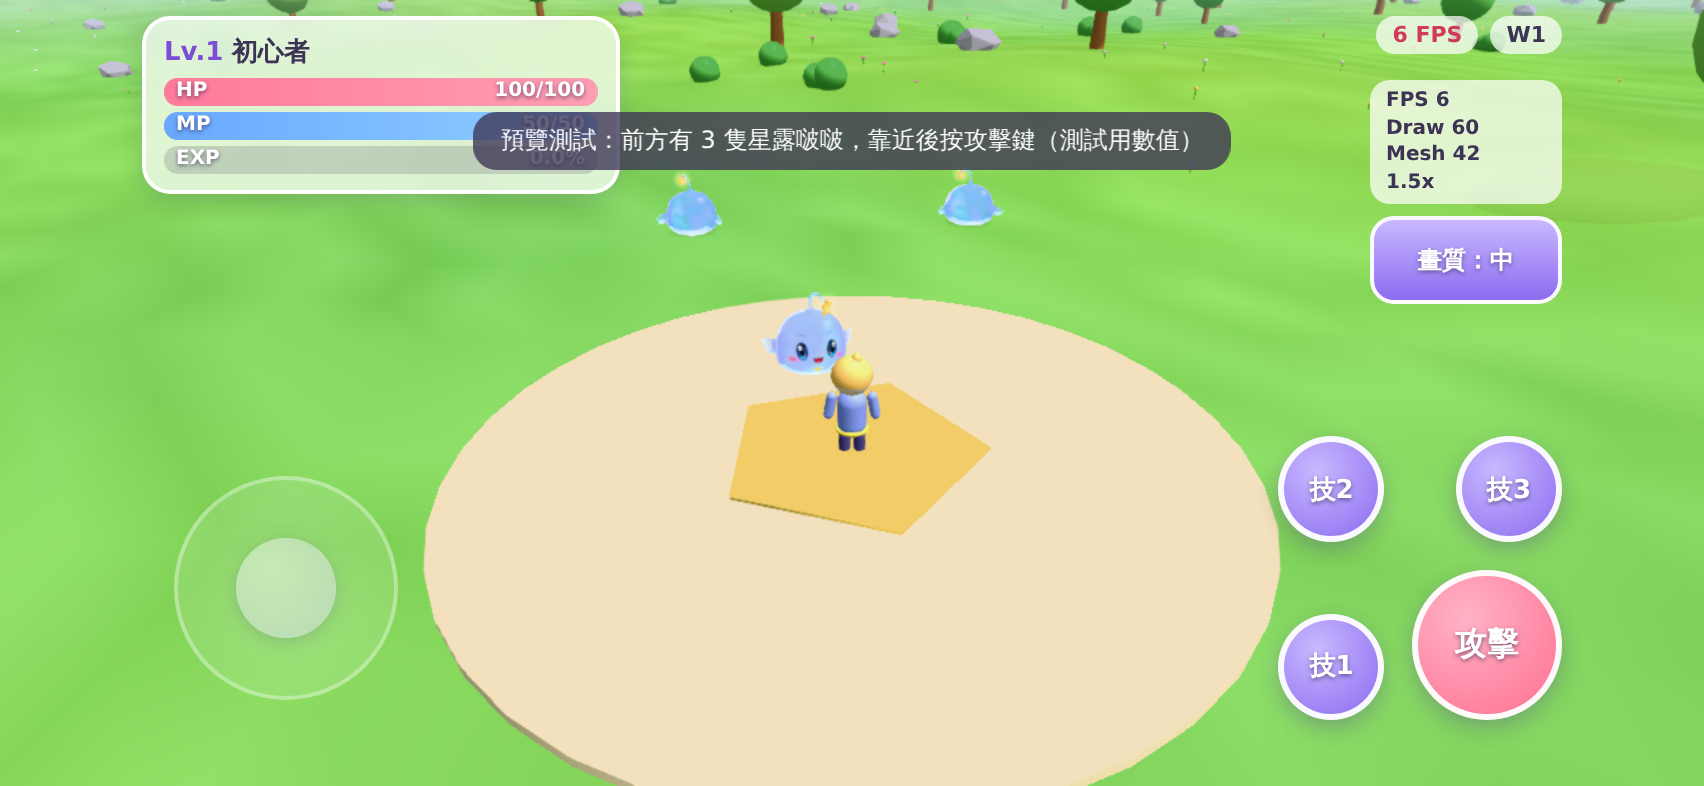 Lv.1 初心者
HP 100/100
MP 50/50
EXP 0.0%
預覽測試：前方有 3 隻星露啵啵，靠近後按攻擊鍵（測試用數值）
6 FPS
W1
FPS 6
Draw 60
Mesh 42
1.5x
畫質：中
技2
技3
技1
攻擊